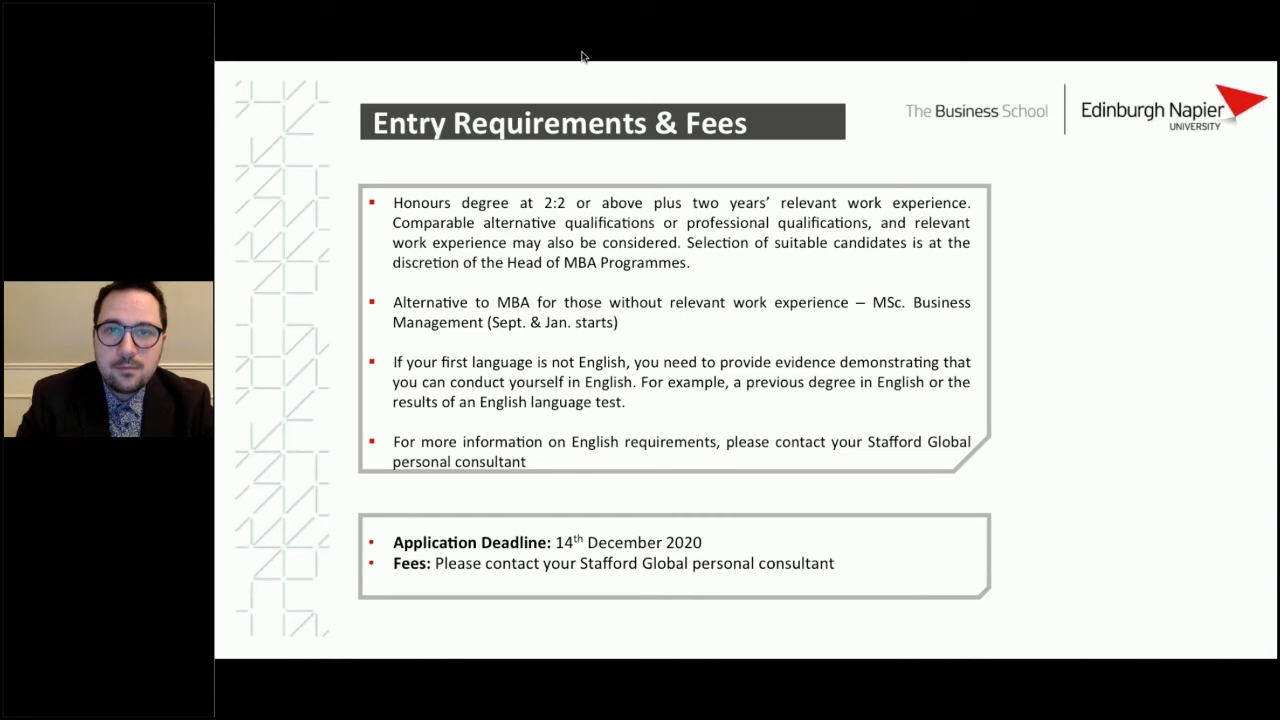 Entry Requirements & Fees
The Business School
Edinburgh Napier
UNIVERSITY
Honours degree at 2:2 or above plus two years’ relevant work experience.
Comparable alternative qualifications or professional qualifications, and relevant
work experience may also be considered. Selection of suitable candidates is at the
discretion of the Head of MBA Programmes.
Alternative to MBA for those without relevant work experience – MSc. Business
Management (Sept. & Jan. starts)
If your first language is not English, you need to provide evidence demonstrating that
you can conduct yourself in English. For example, a previous degree in English or the
results of an English language test.
For more information on English requirements, please contact your Stafford Global
personal consultant
Application Deadline: 14th December 2020
Fees: Please contact your Stafford Global personal consultant